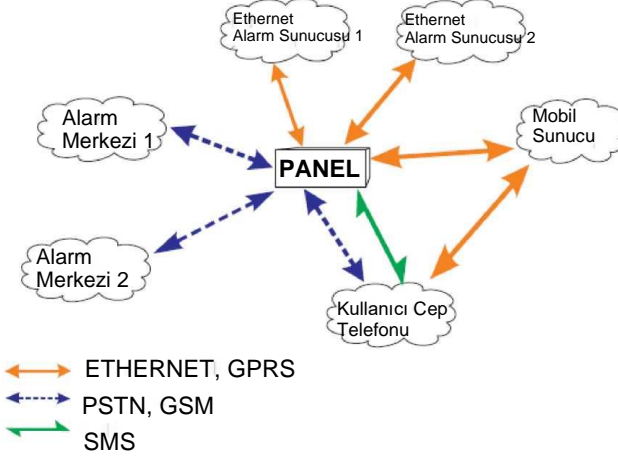 Ethernet
Alarm Sunucusu 1
Ethernet
Alarm Sunucusu 2
Alarm
Merkezi 1
Mobil
Sunucu
PANEL
Alarm
Merkezi 2
Kullanıcı Cep
Telefonu
ETHERNET, GPRS
PSTN, GSM
SMS